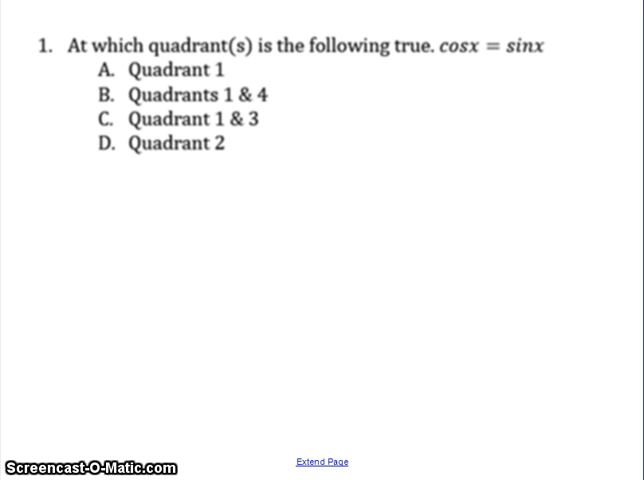 1. At which quadrant(s) is the following true. cosx = sinx
A. Quadrant 1
B. Quadrants 1 & 4
C. Quadrant 1 & 3
D. Quadrant 2
Extend Page
Screencast-O-Matic.com